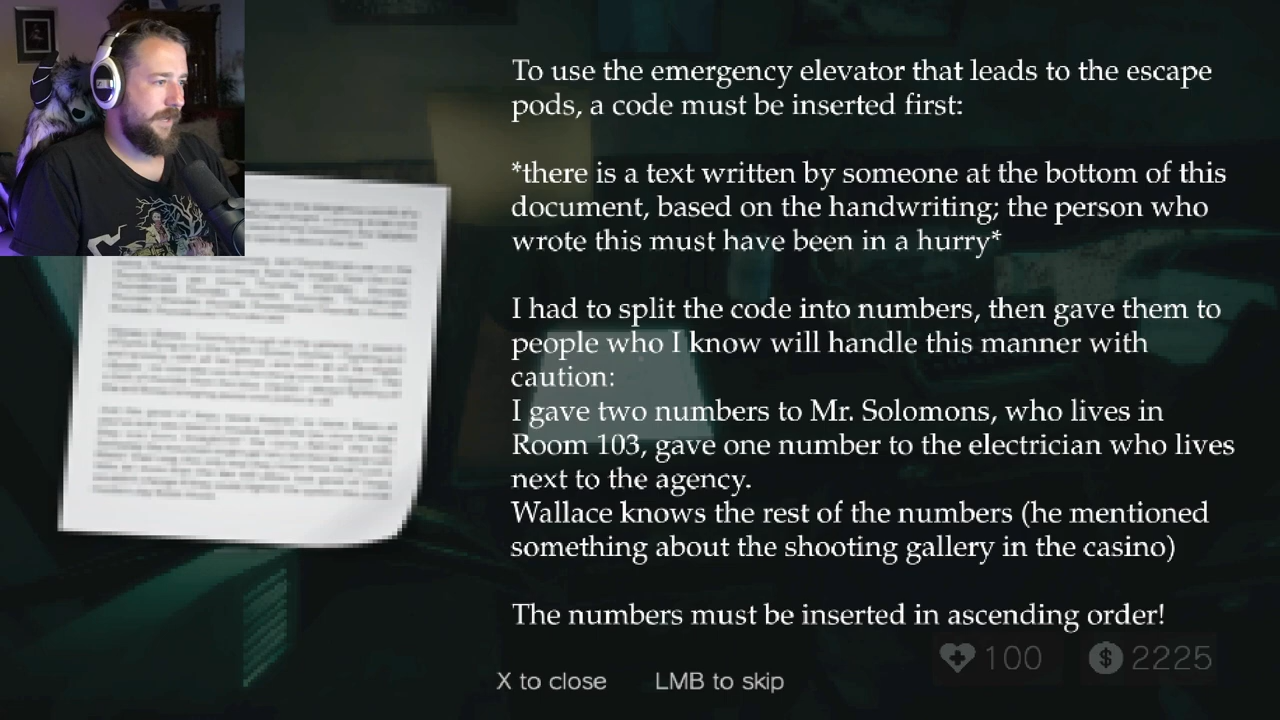 To use the emergency elevator that leads to the escape
pods, a code must be inserted first:
*there is a text written by someone at the bottom of this
document, based on the handwriting; the person who
wrote this must have been in a hurry*
I had to split the code into numbers, then gave them to
people who I know will handle this manner with
caution:
I gave two numbers to Mr. Solomons, who lives in
Room 103, gave one number to the electrician who lives
next to the agency.
Wallace knows the rest of the numbers (he mentioned
something about the shooting gallery in the casino)
The numbers must be inserted in ascending order!
100 2225
X to close LMB to skip